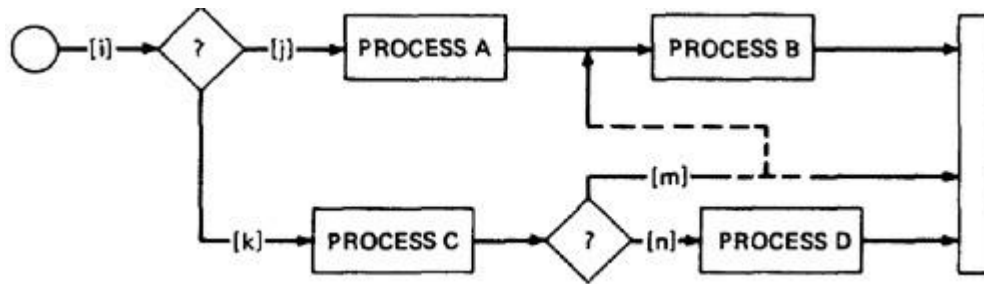 [i]
?
[j]
PROCESS A
PROCESS B
[m]
[k]
PROCESS C
?
[n]
PROCESS D